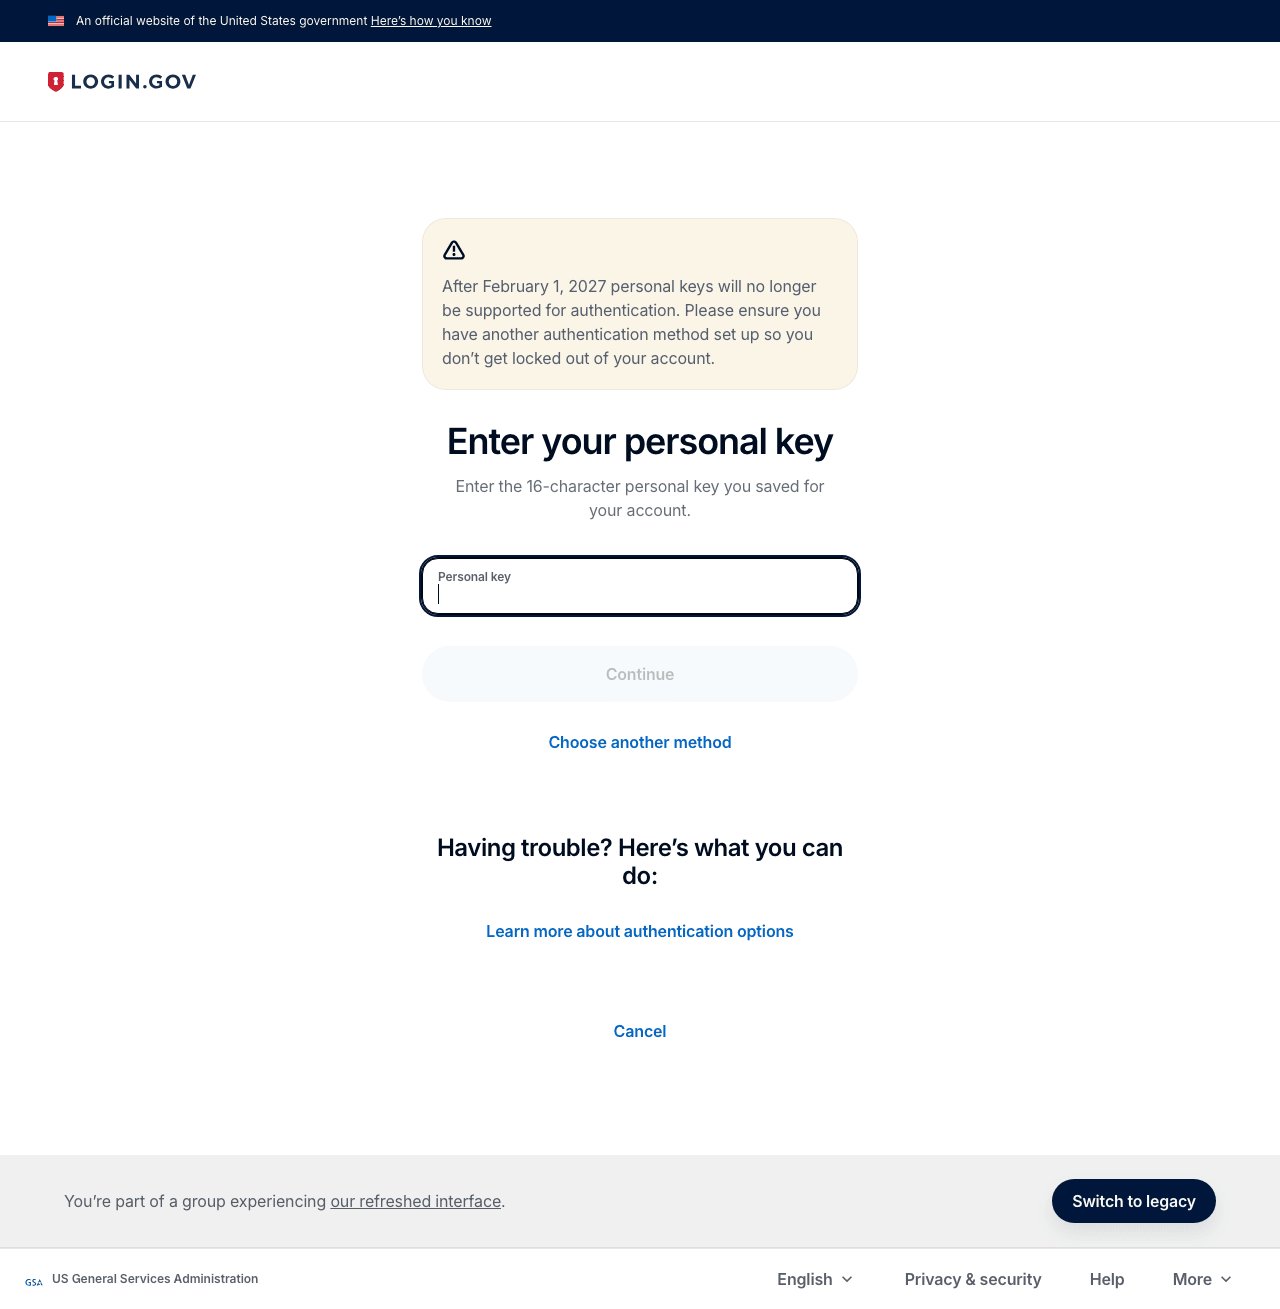 An official website of the United States government Here’s how you know
LOGIN.GOV
After February 1, 2027 personal keys will no longer
be supported for authentication. Please ensure you
have another authentication method set up so you
don’t get locked out of your account.
Enter your personal key
Enter the 16-character personal key you saved for
your account.
Personal key
Continue
Choose another method
Having trouble? Here’s what you can
do:
Learn more about authentication options
Cancel
You’re part of a group experiencing our refreshed interface.
Switch to legacy
GSA US General Services Administration
English
Privacy & security
Help
More